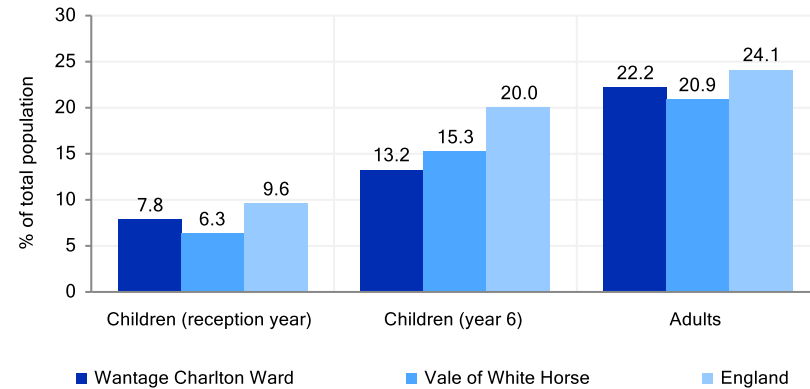 % of total population
30
25
20
15
10
5
0
7.8
6.3
9.6
13.2
15.3
20.0
22.2
20.9
24.1
Children (reception year)
Children (year 6)
Adults
Wantage Charlton Ward
Vale of White Horse
England